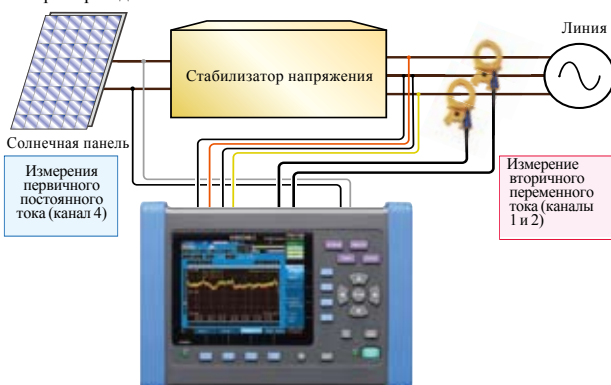 Линия
Стабилизатор напряжения
Солнечная панель
Измерения
первичного
постоянного
тока (канал 4)
Измерение
вторичного
переменного
тока (каналы
1 и 2)